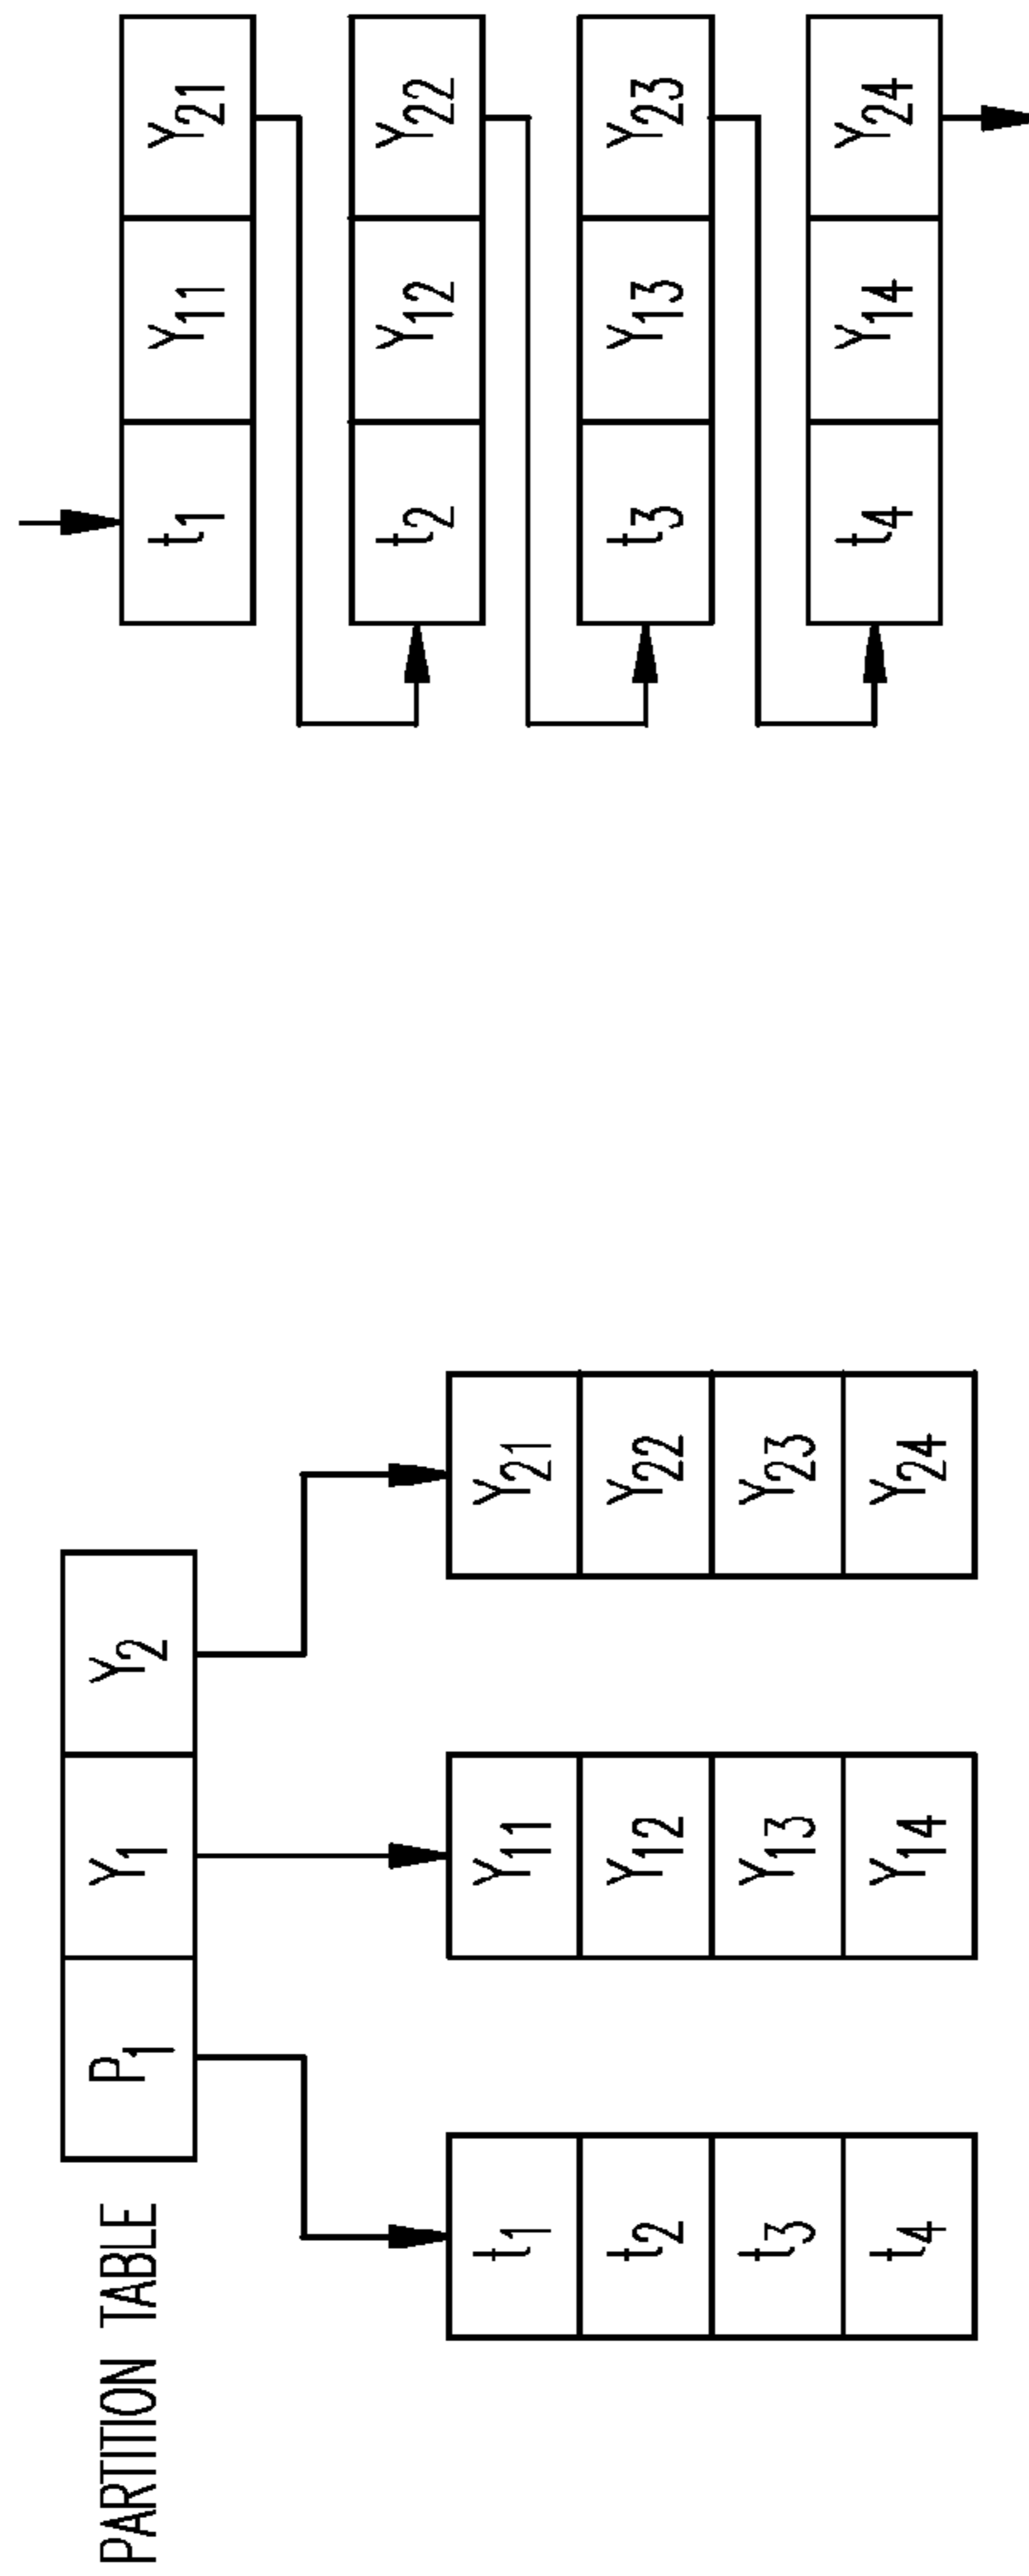 PARTITION TABLE P1 Y1 Y2
t1 Y11 Y21
t2 Y12 Y22
t3 Y13 Y23
t4 Y14 Y24
t1 Y11 Y21
t2 Y12 Y22
t3 Y13 Y23
t4 Y14 Y24